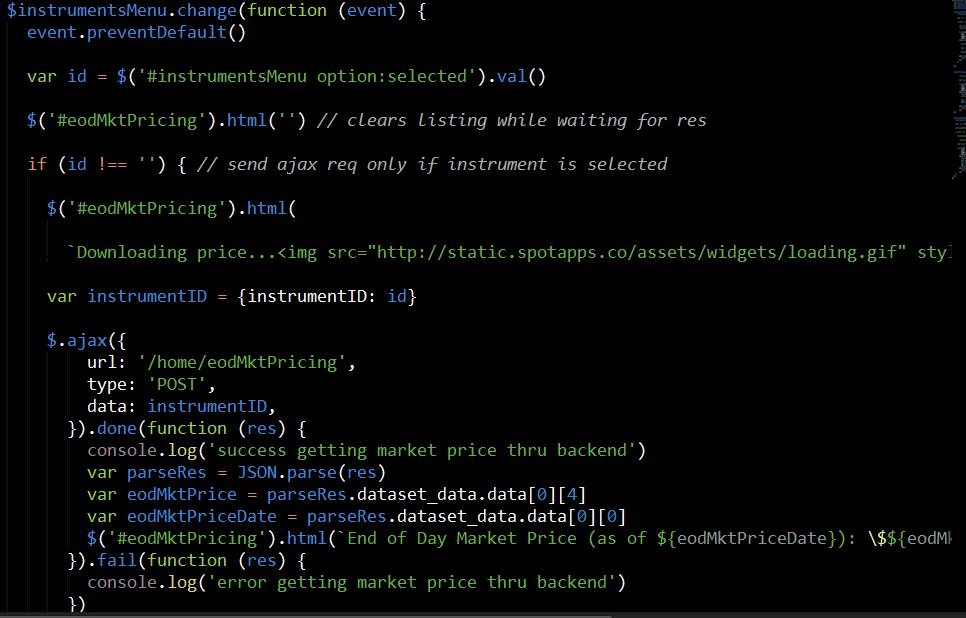 $instrumentsMenu.change(function (event) {
event.preventDefault()
var id = $('#instrumentsMenu option:selected').val()
$('#eodMktPricing').html('') // clears listing while waiting for res
if (id !== '') { // send ajax req only if instrument is selected
$('#eodMktPricing').html(
`Downloading price...<img src="http://static.spotapps.co/assets/widgets/loading.gif" styl
var instrumentID = {instrumentID: id}
$.ajax({
url: '/home/eodMktPricing',
type: 'POST',
data: instrumentID,
}).done(function (res) {
console.log('success getting market price thru backend')
var parseRes = JSON.parse(res)
var eodMktPrice = parseRes.dataset_data.data[0][4]
var eodMktPriceDate = parseRes.dataset_data.data[0][0]
$('#eodMktPricing').html(`End of Day Market Price (as of ${eodMktPriceDate}): \$${eodMk
}).fail(function (res) {
console.log('error getting market price thru backend')
})